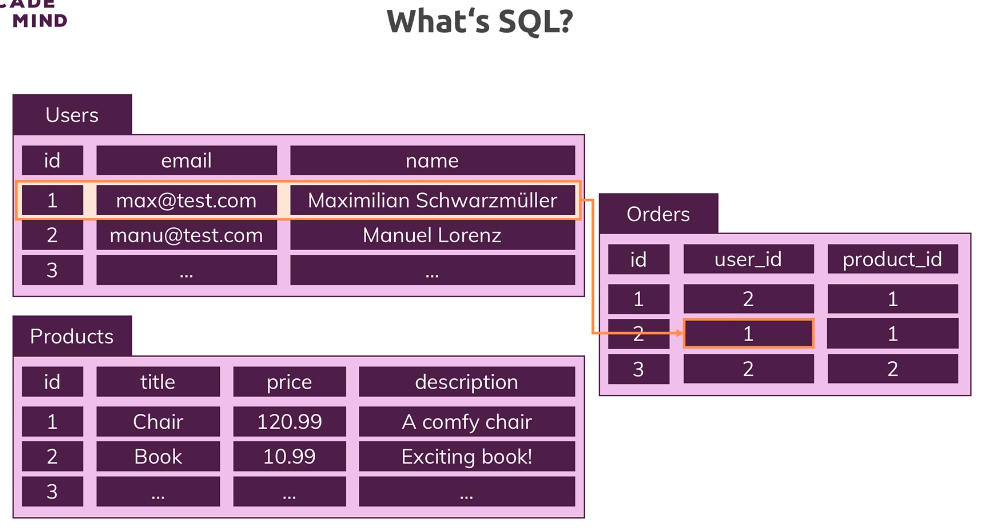 MIND
What's SQL?
Users
id email name
1 max@test.com Maximilian Schwarzmüller
2 manu@test.com Manuel Lorenz
3 ... ...
Orders
id user_id product_id
1 2 1
2 1 1
3 2 2
Products
id title price description
1 Chair 120.99 A comfy chair
2 Book 10.99 Exciting book!
3 ... ... ...